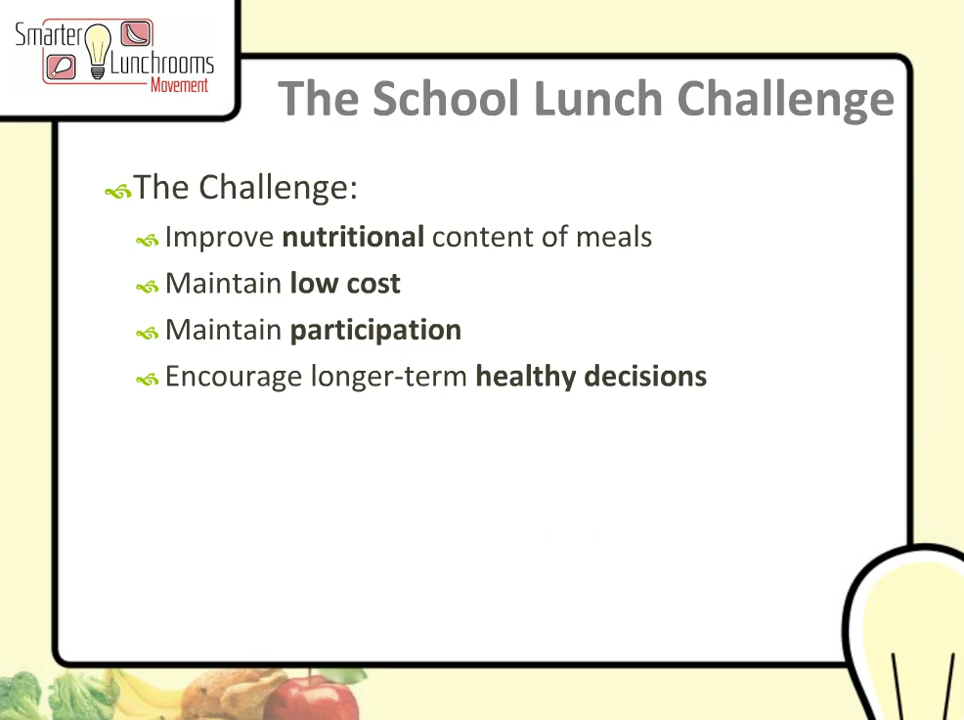 Smarter
Lunchrooms
Movement
The School Lunch Challenge
The Challenge:
Improve nutritional content of meals
Maintain low cost
Maintain participation
Encourage longer-term healthy decisions